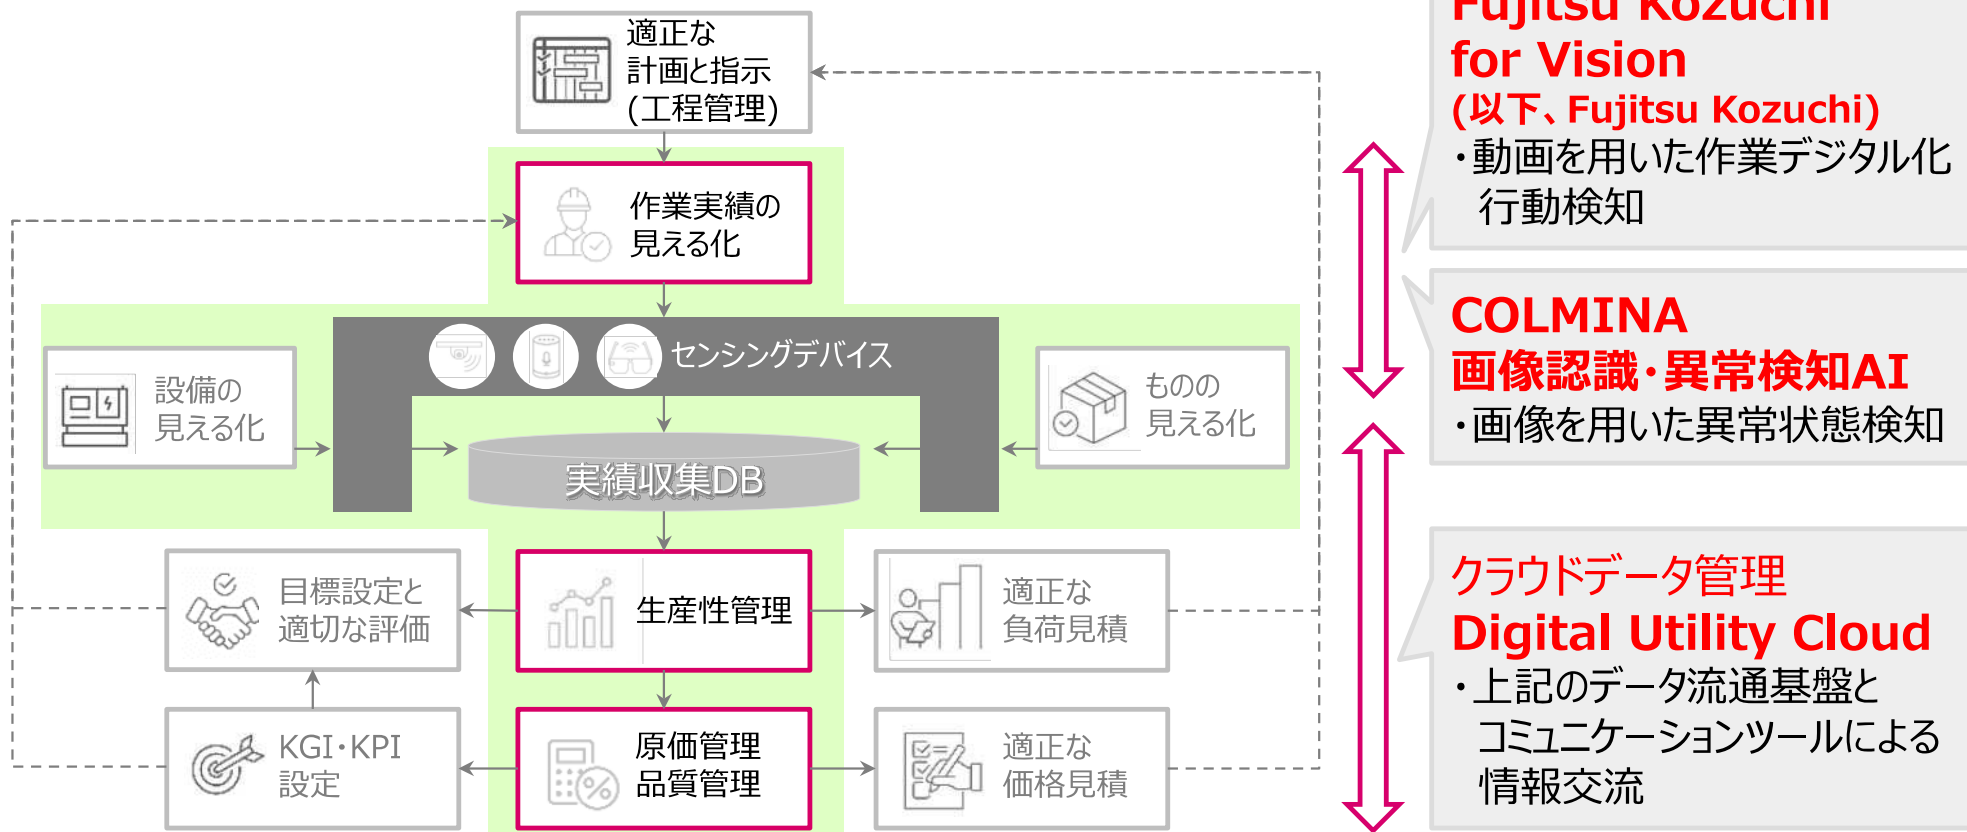 適正な
計画と指示
(工程管理)
作業実績の
見える化
センシングデバイス
設備の
見える化
ものの
見える化
実績収集DB
目標設定と
適切な評価
生産性管理
適正な
負荷見積
KGI・KPI
設定
原価管理
品質管理
適正な
価格見積
Fujitsu Kozuchi
for Vision
(以下、Fujitsu Kozuchi)
・動画を用いた作業デジタル化
行動検知
COLMINA
画像認識・異常検知AI
・画像を用いた異常状態検知
クラウドデータ管理
Digital Utility Cloud
・上記のデータ流通基盤と
コミュニケーションツールによる
情報交流